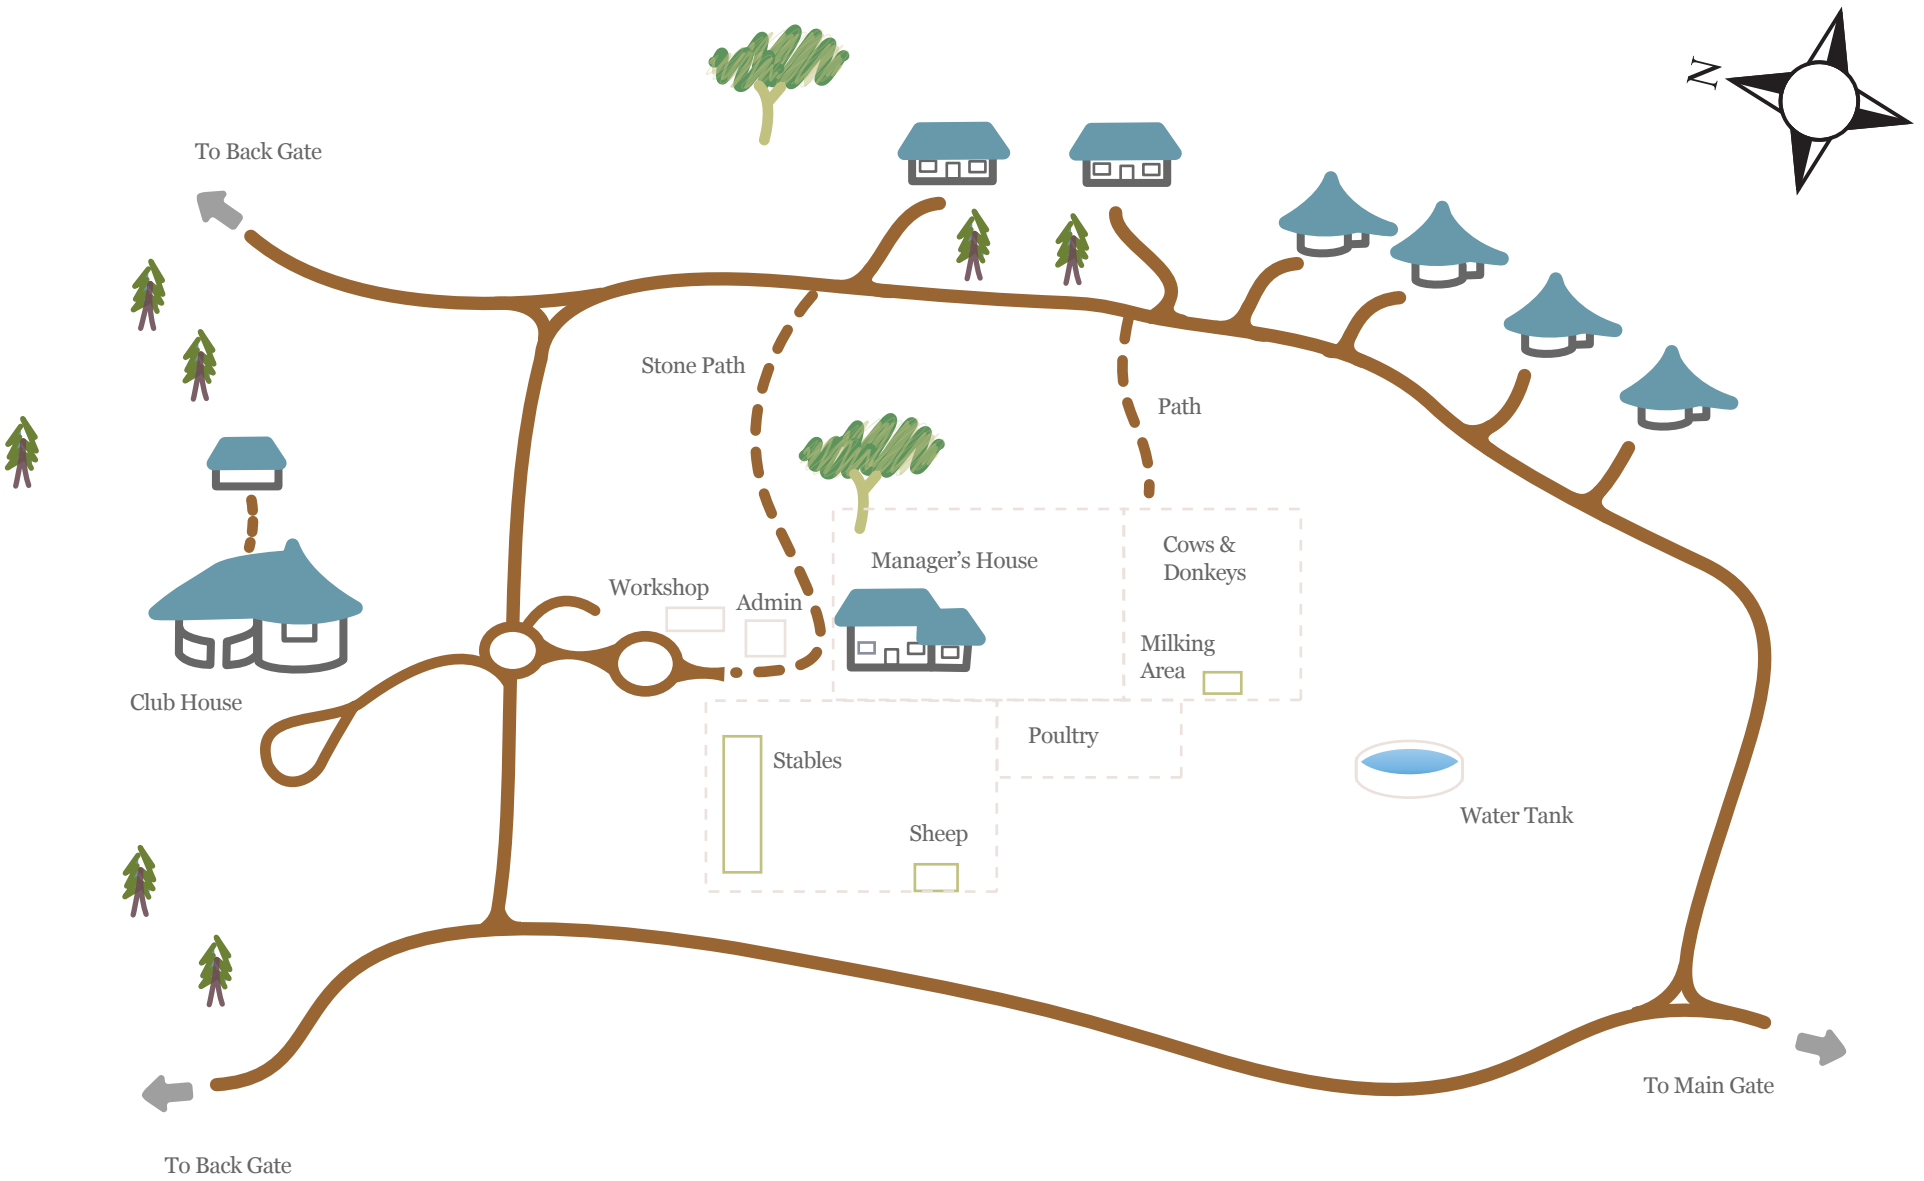 N
To Back Gate
Stone Path
Path
Manager’s House
Cows &
Donkeys
Workshop
Admin
Milking
Area
Club House
Poultry
Stables
Water Tank
Sheep
To Main Gate
To Back Gate